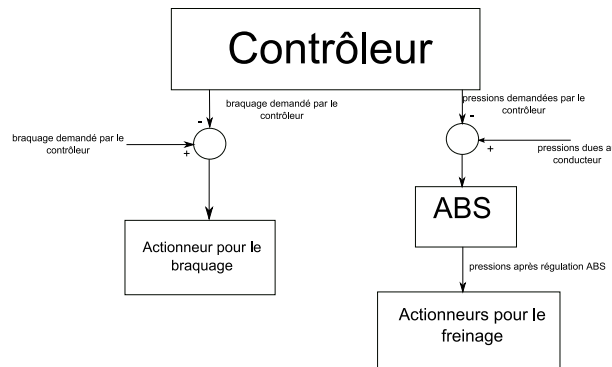 Contrôleur
braquage demandé par le
contrôleur
pressions demandées par le
contrôleur
-
-
braquage demandé par le
contrôleur
+
+
pressions dues a
conducteur
ABS
Actionneur pour le
braquage
pressions après régulation ABS
Actionneurs pour le
freinage